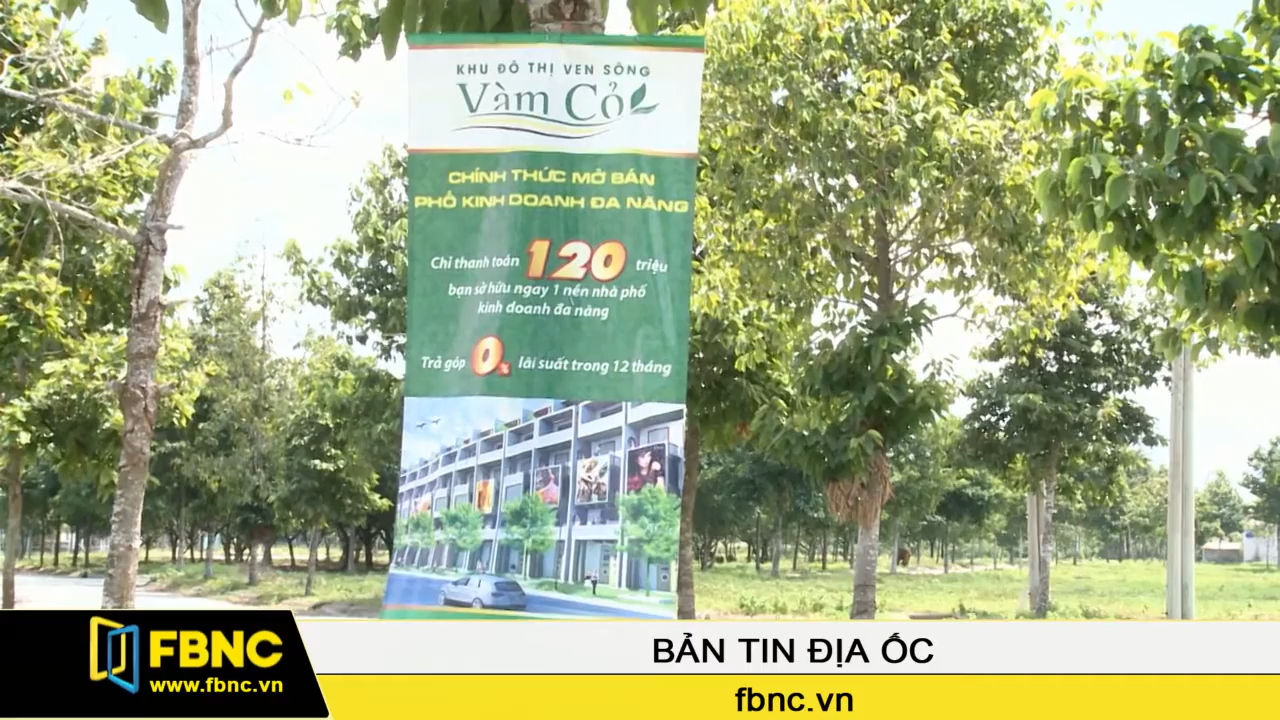 KHU ĐÔ THỊ VEN SÔNG
Vàm Cỏ
CHÍNH THỨC MỞ BÁN
PHỐ KINH DOANH ĐA NĂNG
Chỉ thanh toán 120 triệu
bạn sở hữu ngay 1 nền nhà phố
kinh doanh đa năng
Trả góp 0% lãi suất trong 12 tháng
FBNC
www.fbnc.vn
BẢN TIN ĐỊA ỐC
fbnc.vn